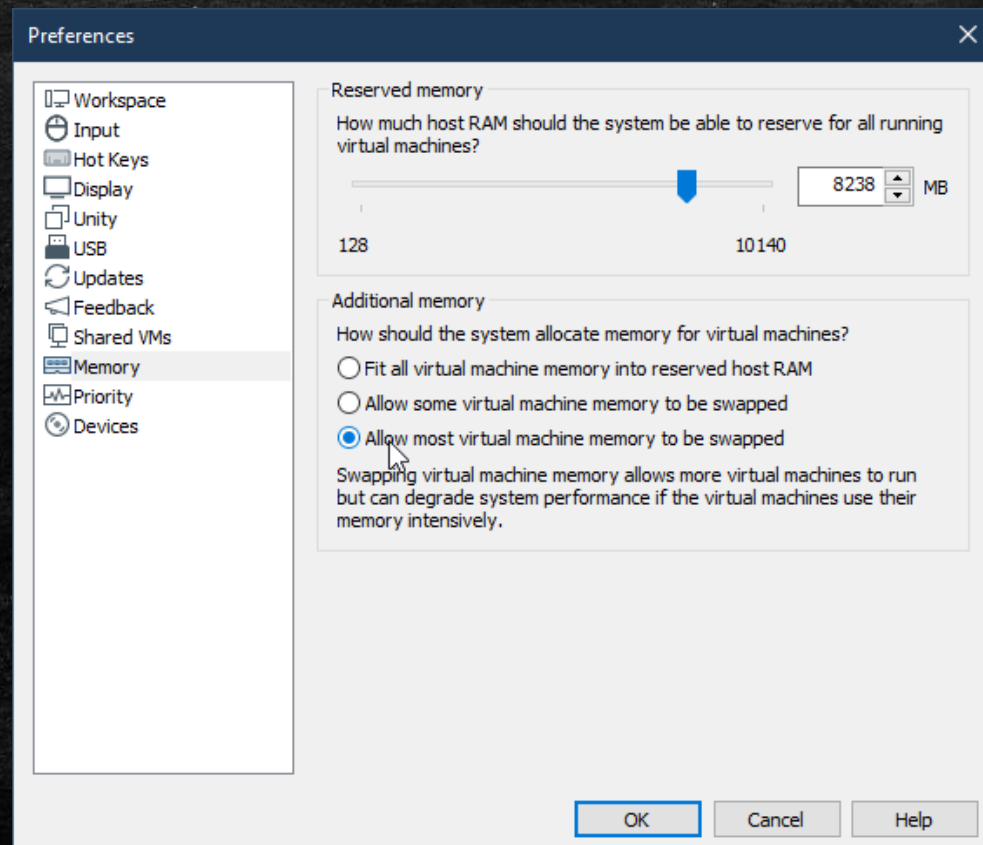 Preferences
Workspace
Input
Hot Keys
Display
Unity
USB
Updates
Feedback
Shared VMs
Memory
Priority
Devices
Reserved memory
How much host RAM should the system be able to reserve for all running
virtual machines?
8238 MB
128 10140
Additional memory
How should the system allocate memory for virtual machines?
Fit all virtual machine memory into reserved host RAM
Allow some virtual machine memory to be swapped
Allow most virtual machine memory to be swapped
Swapping virtual machine memory allows more virtual machines to run
but can degrade system performance if the virtual machines use their
memory intensively.
OK Cancel Help